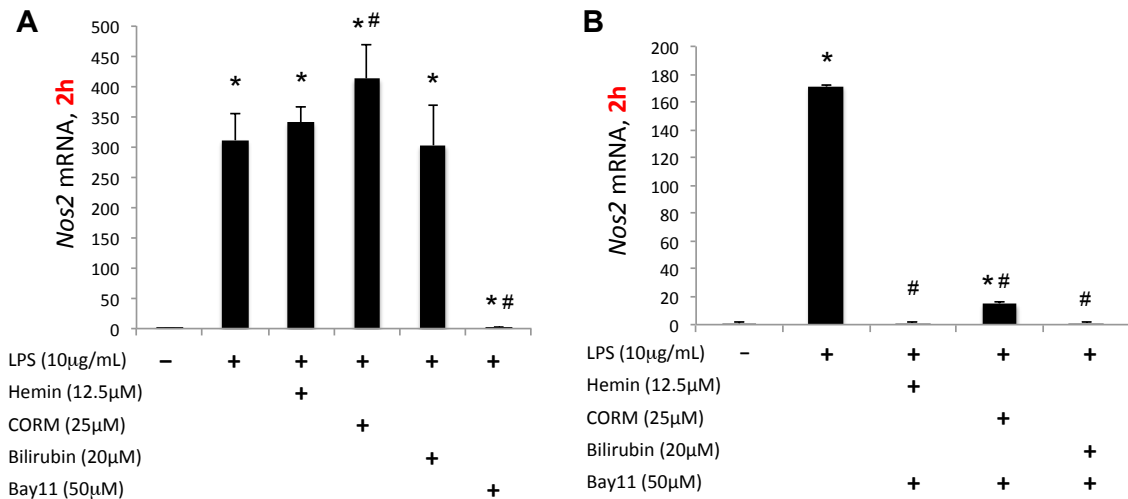 A
Nos2 mRNA, 2h
500
450
400
350
300
250
200
150
100
50
0
*
*
* #
*
* #
LPS (10µg/mL) – + + + + +
Hemin (12.5µM) +
CORM (25µM) +
Bilirubin (20µM) +
Bay11 (50µM) +
B
Nos2 mRNA, 2h
200
180
160
140
120
100
80
60
40
20
0
*
#
* #
#
LPS (10µg/mL) – + + + +
Hemin (12.5µM) +
CORM (25µM) +
Bilirubin (20µM) +
Bay11 (50µM) + + +